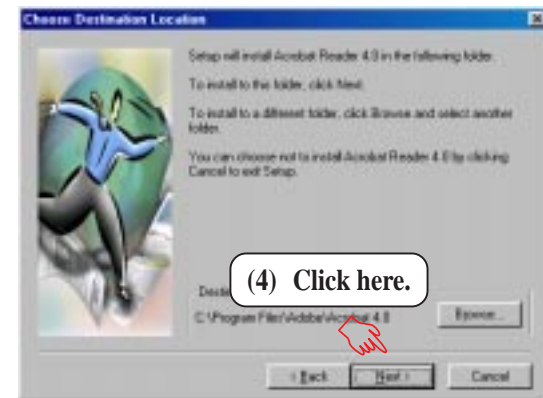 Choose Destination Location
Setup will install Acrobat Reader 4.0 in the following folder.
To install to this folder, click Next.
To install to a different folder, click Browse and select another
folder.
You can choose not to install Acrobat Reader 4.0 by clicking
Cancel to exit Setup.
(4) Click here.
C:\Program Files\Adobe\Acrobat 4.0
Browse...
< Back
Next >
Cancel